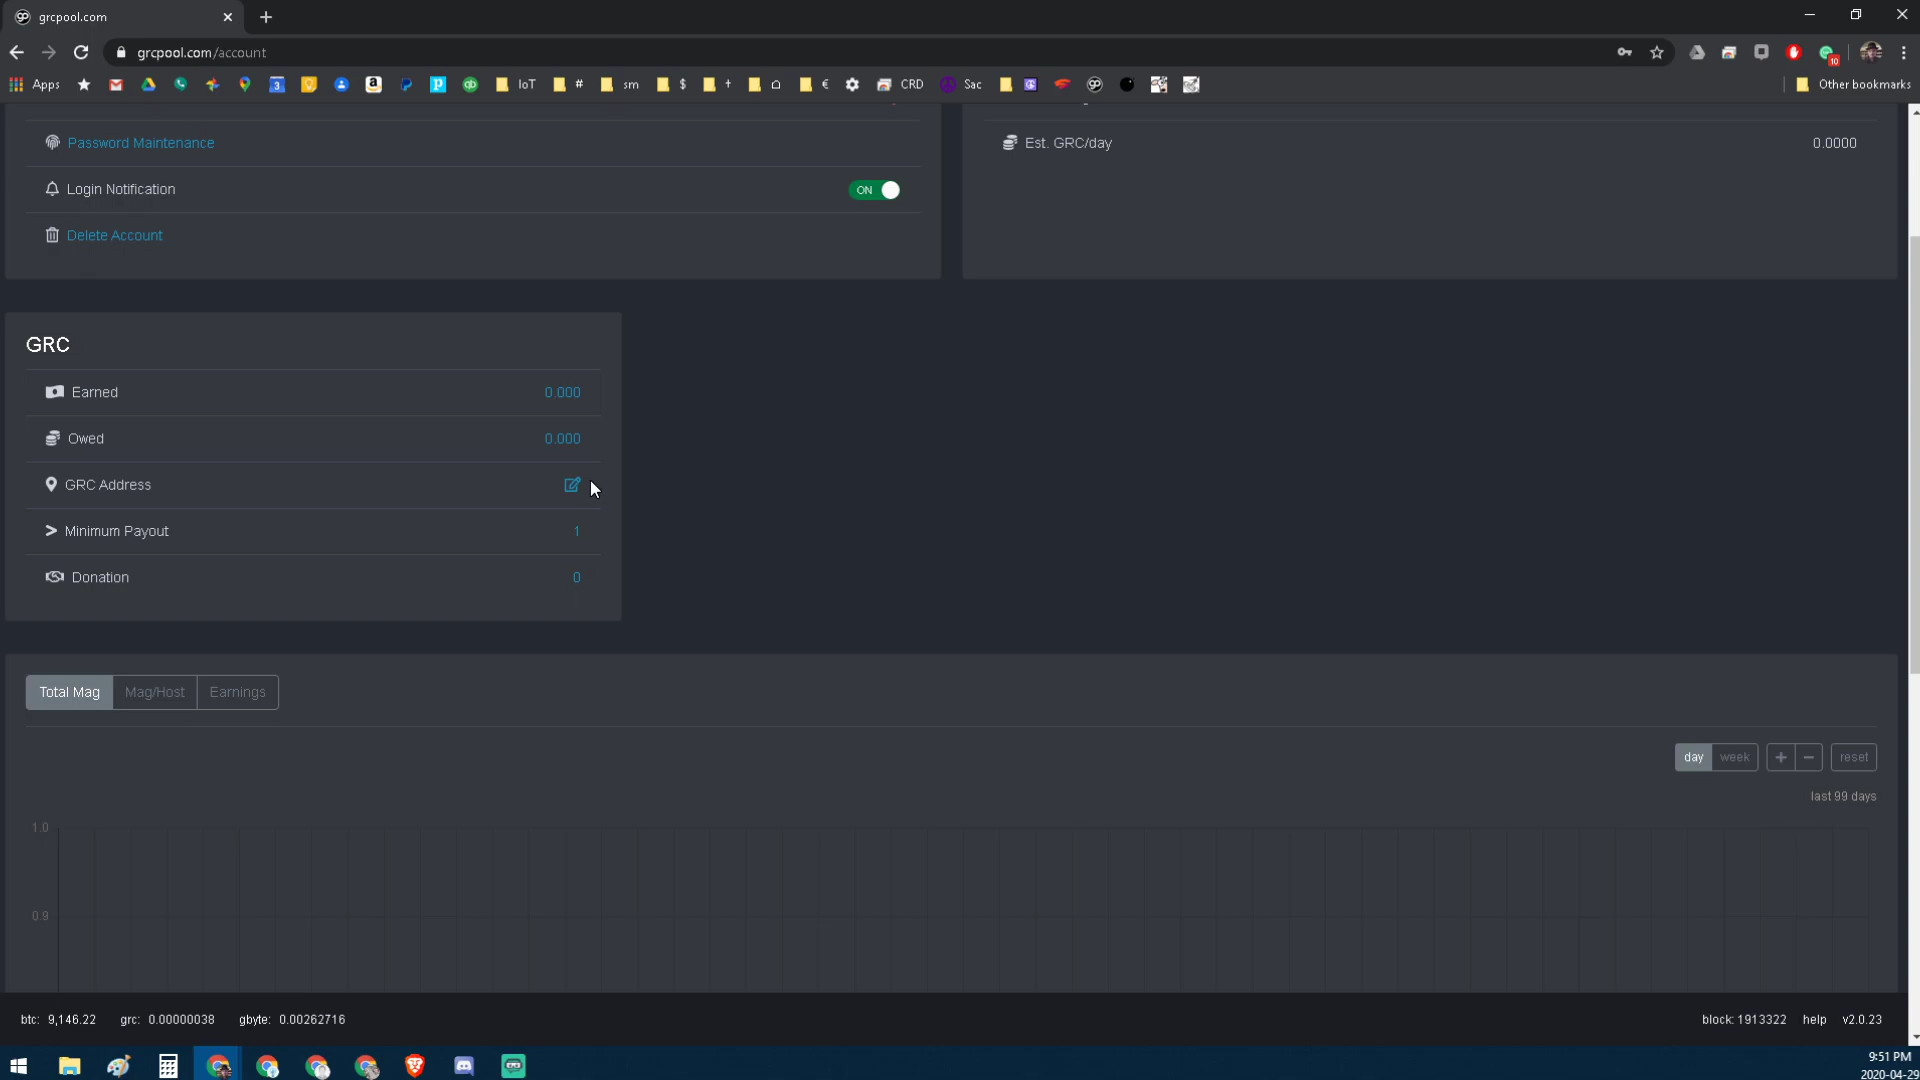 grcpool.com
grcpool.com/account
10
Apps
3
IoT
#
sm
$
†
€
CRD
Sac
Other bookmarks
Password Maintenance
Est. GRC/day 0.0000
Login Notification ON
Delete Account
GRC
Earned 0.000
Owed 0.000
GRC Address
Minimum Payout 1
Donation 0
Total Mag Mag/Host Earnings
day week + − reset
last 99 days
1.0
0.9
btc: 9,146.22 grc: 0.00000038 gbyte: 0.00262716 block: 1913322 help v2.0.23
9:51 PM
2020-04-29